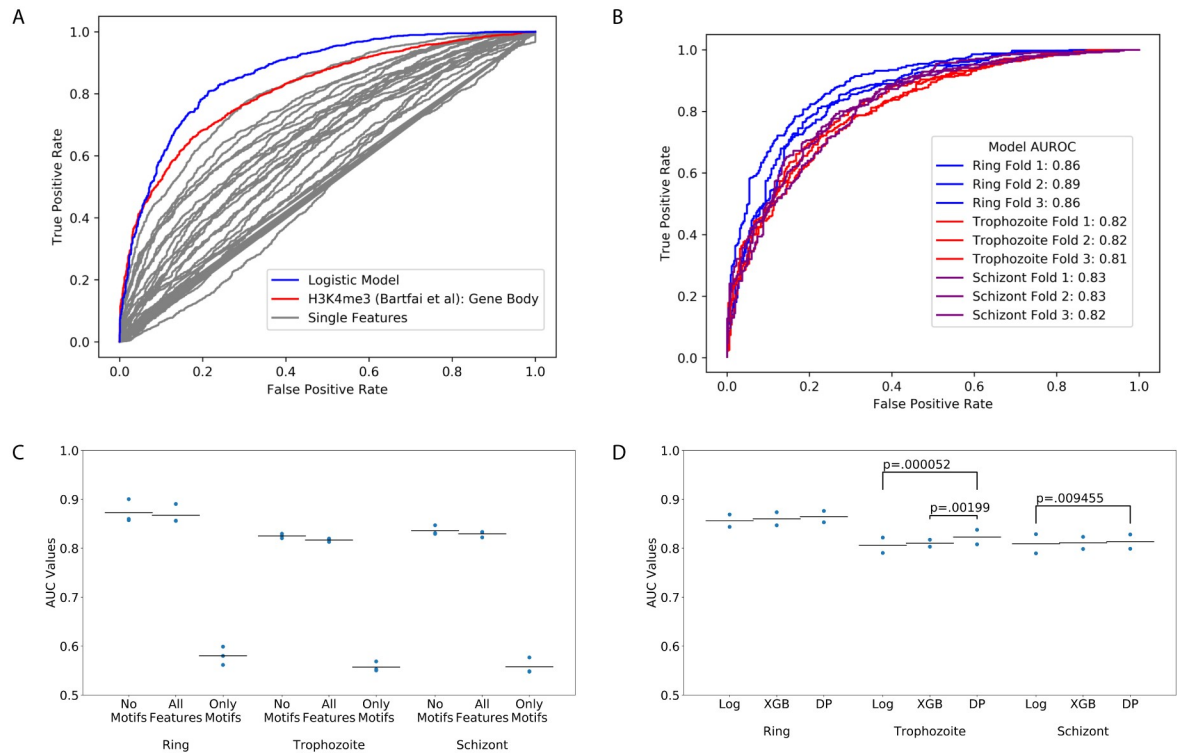 A
True Positive Rate
1.0
0.8
0.6
0.4
0.2
0.0
Logistic Model
H3K4me3 (Bartfai et al): Gene Body
Single Features
0.0 0.2 0.4 0.6 0.8 1.0
False Positive Rate
B
True Positive Rate
1.0
0.8
0.6
0.4
0.2
0.0
Model AUROC
Ring Fold 1: 0.86
Ring Fold 2: 0.89
Ring Fold 3: 0.86
Trophozoite Fold 1: 0.82
Trophozoite Fold 2: 0.82
Trophozoite Fold 3: 0.81
Schizont Fold 1: 0.83
Schizont Fold 2: 0.83
Schizont Fold 3: 0.82
0.0 0.2 0.4 0.6 0.8 1.0
False Positive Rate
C
AUC Values
1.0
0.9
0.8
0.7
0.6
0.5
No All Only No All Only No All Only
Motifs Features Motifs Motifs Features Motifs Motifs Features Motifs
Ring Trophozoite Schizont
D
AUC Values
1.0
0.9
0.8
0.7
0.6
0.5
p=.000052
p=.00199
p=.009455
Log XGB DP Log XGB DP Log XGB DP
Ring Trophozoite Schizont